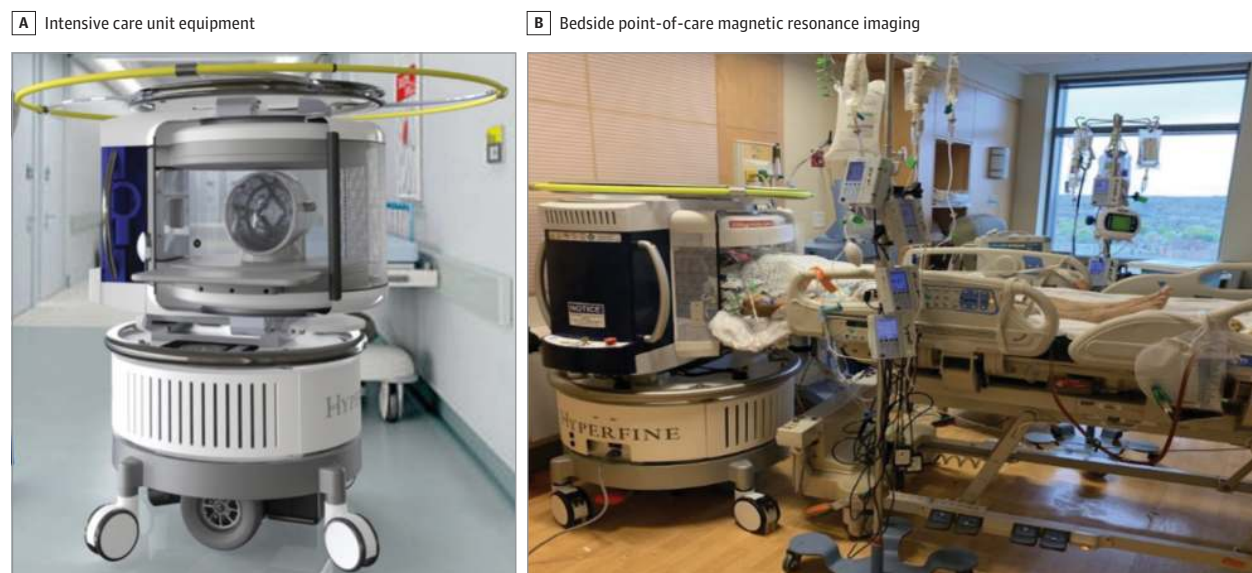 A Intensive care unit equipment
B Bedside point-of-care magnetic resonance imaging
NOTICE
HYPERFINE